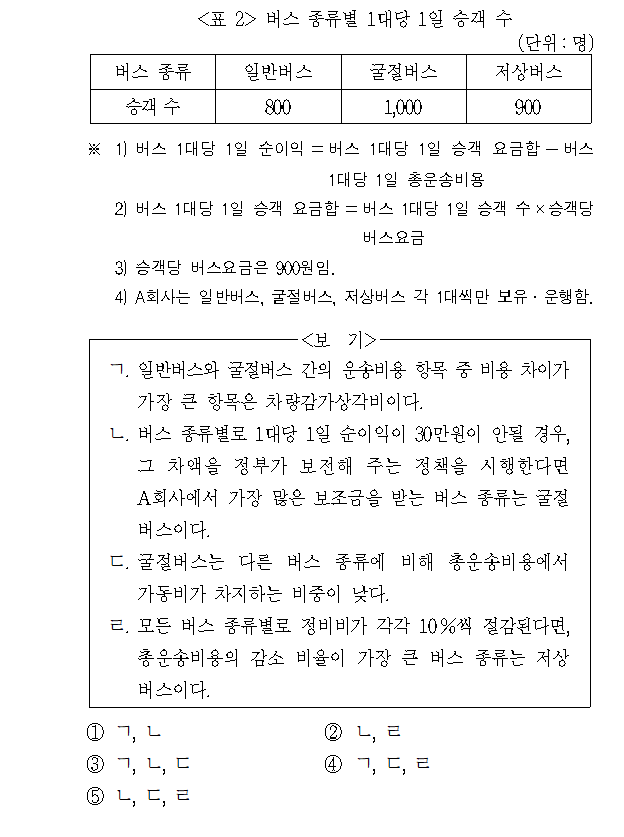 <표 2> 버스 종류별 1대당 1일 승객 수
(단위 : 명)
버스 종류 일반버스 굴절버스 저상버스
승객 수 800 1,000 900
※ 1) 버스 1대당 1일 순이익 = 버스 1대당 1일 승객 요금합 - 버스
1대당 1일 총운송비용
2) 버스 1대당 1일 승객 요금합 = 버스 1대당 1일 승객 수 × 승객당
버스요금
3) 승객당 버스요금은 900원임.
4) A회사는 일반버스, 굴절버스, 저상버스 각 1대씩만 보유 · 운행함.
<보 기>
ㄱ. 일반버스와 굴절버스 간의 운송비용 항목 중 비용 차이가
가장 큰 항목은 차량감가상각비이다.
ㄴ. 버스 종류별로 1대당 1일 순이익이 30만원이 안될 경우,
그 차액을 정부가 보전해 주는 정책을 시행한다면
A회사에서 가장 많은 보조금을 받는 버스 종류는 굴절
버스이다.
ㄷ. 굴절버스는 다른 버스 종류에 비해 총운송비용에서
가동비가 차지하는 비중이 낮다.
ㄹ. 모든 버스 종류별로 정비비가 각각 10%씩 절감된다면,
총운송비용의 감소 비율이 가장 큰 버스 종류는 저상
버스이다.
① ㄱ, ㄴ ② ㄴ, ㄹ
③ ㄱ, ㄴ, ㄷ ④ ㄱ, ㄷ, ㄹ
⑤ ㄴ, ㄷ, ㄹ